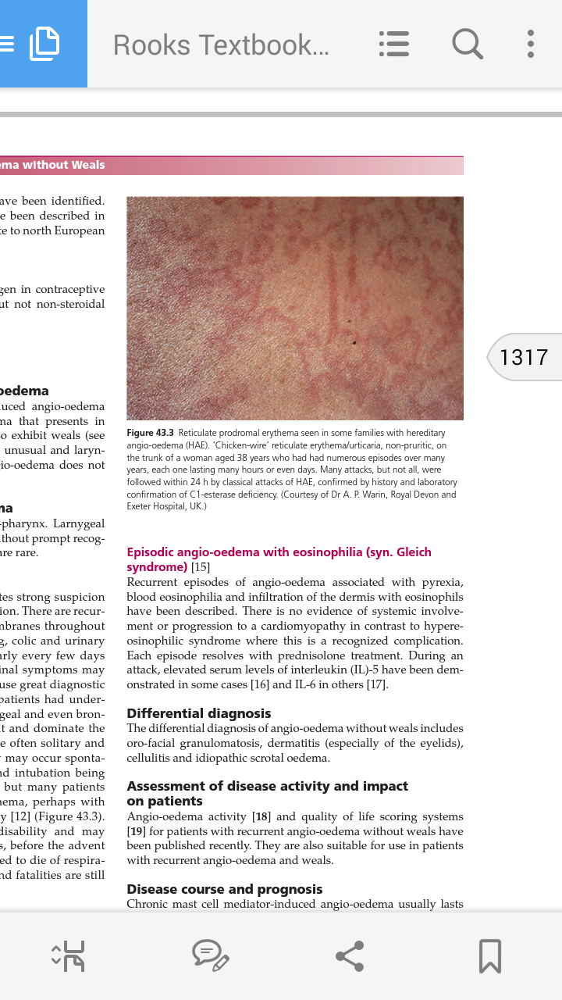 Rooks Textbook...
ema without Weals
ave been identified.
e been described in
te to north European
gen in contraceptive
ut not non-steroidal
oedema
uced angio-oedema
ma that presents in
o exhibit weals (see
unusual and laryn-
io-oedema does not
na
-pharynx. Larnygeal
ithout prompt recog-
are rare.
tes strong suspicion
ion. There are recur-
mbranes throughout
g, colic and urinary
arly every few days
inal symptoms may
use great diagnostic
patients had under-
geal and even bron-
t and dominate the
e often solitary and
may occur sponta-
nd intubation being
but many patients
hema, perhaps with
y [12] (Figure 43.3).
disability and may
s, before the advent
ed to die of respira-
nd fatalities are still
Figure 43.3 Reticulate prodromal erythema seen in some families with hereditary
angio-oedema (HAE). ‘Chicken-wire’ reticulate erythema/urticaria, non-pruritic, on
the trunk of a woman aged 38 years who had had numerous episodes over many
years, each one lasting many hours or even days. Many attacks, but not all, were
followed within 24 h by classical attacks of HAE, confirmed by history and laboratory
confirmation of C1-esterase deficiency. (Courtesy of Dr A. P. Warin, Royal Devon and
Exeter Hospital, UK.)
Episodic angio-oedema with eosinophilia (syn. Gleich
syndrome) [15]
Recurrent episodes of angio-oedema associated with pyrexia,
blood eosinophilia and infiltration of the dermis with eosinophils
have been described. There is no evidence of systemic involve-
ment or progression to a cardiomyopathy in contrast to hypere-
osinophilic syndrome where this is a recognized complication.
Each episode resolves with prednisolone treatment. During an
attack, elevated serum levels of interleukin (IL)-5 have been dem-
onstrated in some cases [16] and IL-6 in others [17].
Differential diagnosis
The differential diagnosis of angio-oedema without weals includes
oro-facial granulomatosis, dermatitis (especially of the eyelids),
cellulitis and idiopathic scrotal oedema.
Assessment of disease activity and impact
on patients
Angio-oedema activity [18] and quality of life scoring systems
[19] for patients with recurrent angio-oedema without weals have
been published recently. They are also suitable for use in patients
with recurrent angio-oedema and weals.
Disease course and prognosis
Chronic mast cell mediator-induced angio-oedema usually lasts
1317